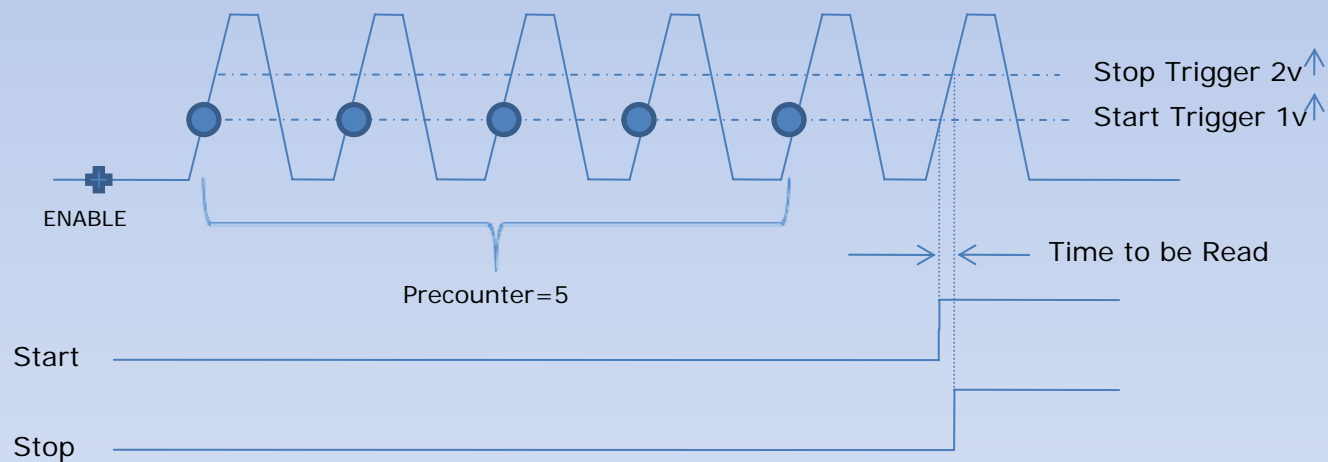 Stop Trigger 2v
Start Trigger 1v
ENABLE
Time to be Read
Precounter=5
Start
Stop